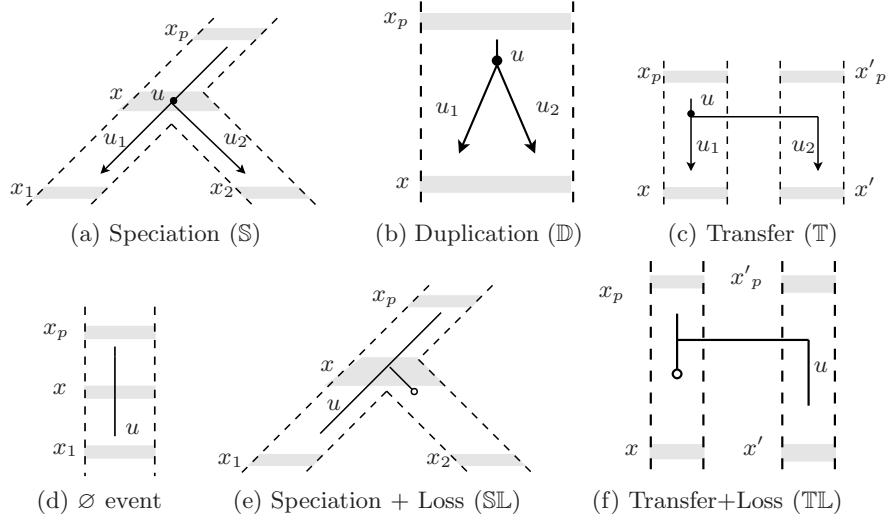 x_p
x
u
u_1
u_2
x_1
x_2
(a) Speciation (𝕊)
x_p
u
u_1
u_2
x
(b) Duplication (𝔻)
x_p
x'_p
u
u_1
u_2
x
x'
(c) Transfer (𝕋)
x_p
x
u
x_1
(d) ∅ event
x_p
x
u
x_1
x_2
(e) Speciation + Loss (𝕊𝕃)
x_p
x'_p
u
x
x'
(f) Transfer+Loss (𝕋𝕃)